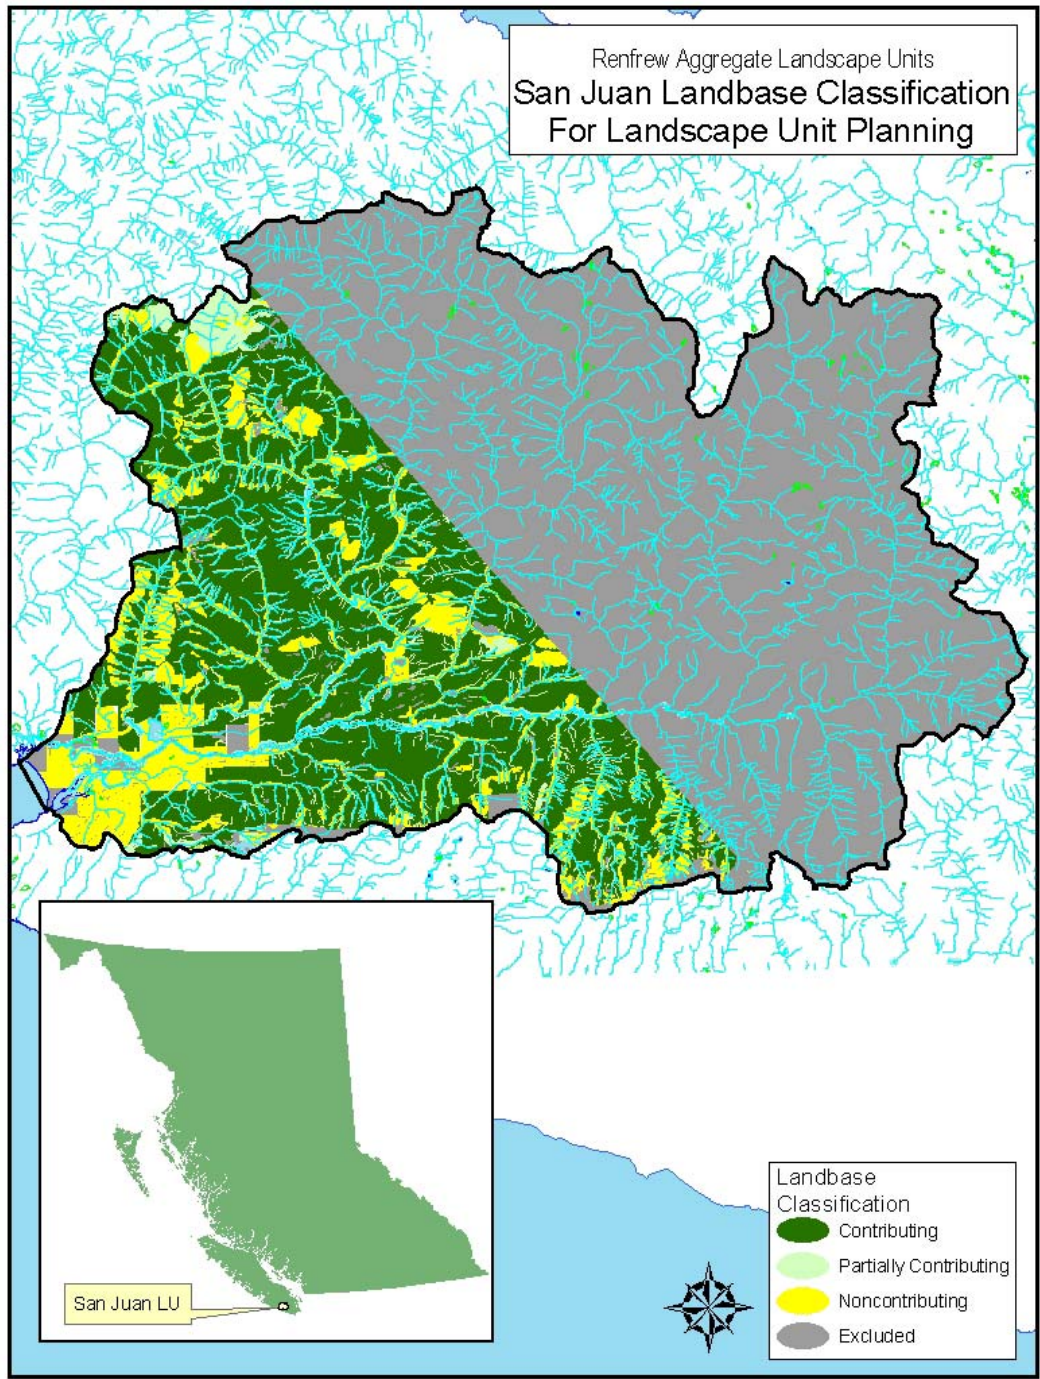 Renfrew Aggregate Landscape Units
San Juan Landbase Classification
For Landscape Unit Planning
San Juan LU
Landbase
Classification
Contributing
Partially Contributing
Noncontributing
Excluded